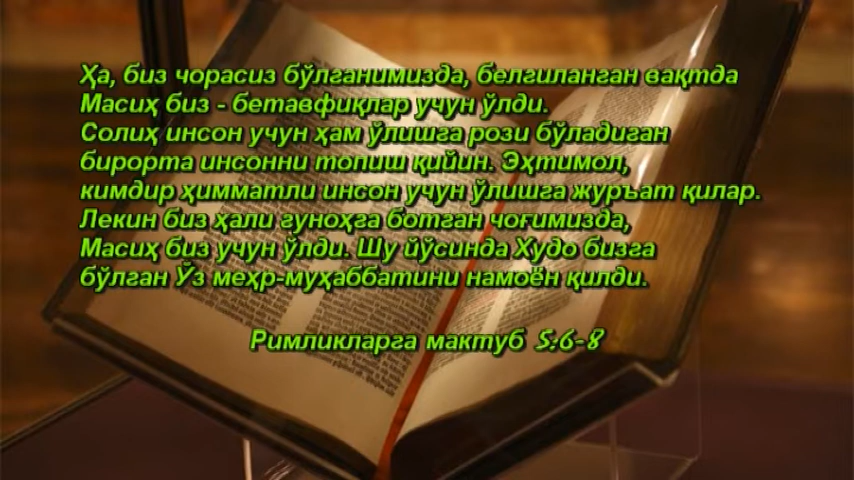 Ҳа, биз чорасиз бўлганимизда, белгиланган вақтда
Масиҳ биз - бетавфиқлар учун ўлди.
Солиҳ инсон учун ҳам ўлишга рози бўладиган
бирорта инсонни топиш қийин. Эҳтимол,
кимдир ҳимматли инсон учун ўлишга журъат қилар.
Лекин биз ҳали гуноҳга ботган чоғимизда,
Масиҳ биз учун ўлди. Шу йўсинда Худо бизга
бўлган Ўз меҳр-муҳаббатини намоён қилди.
Римликларга мактуб 5:6-8